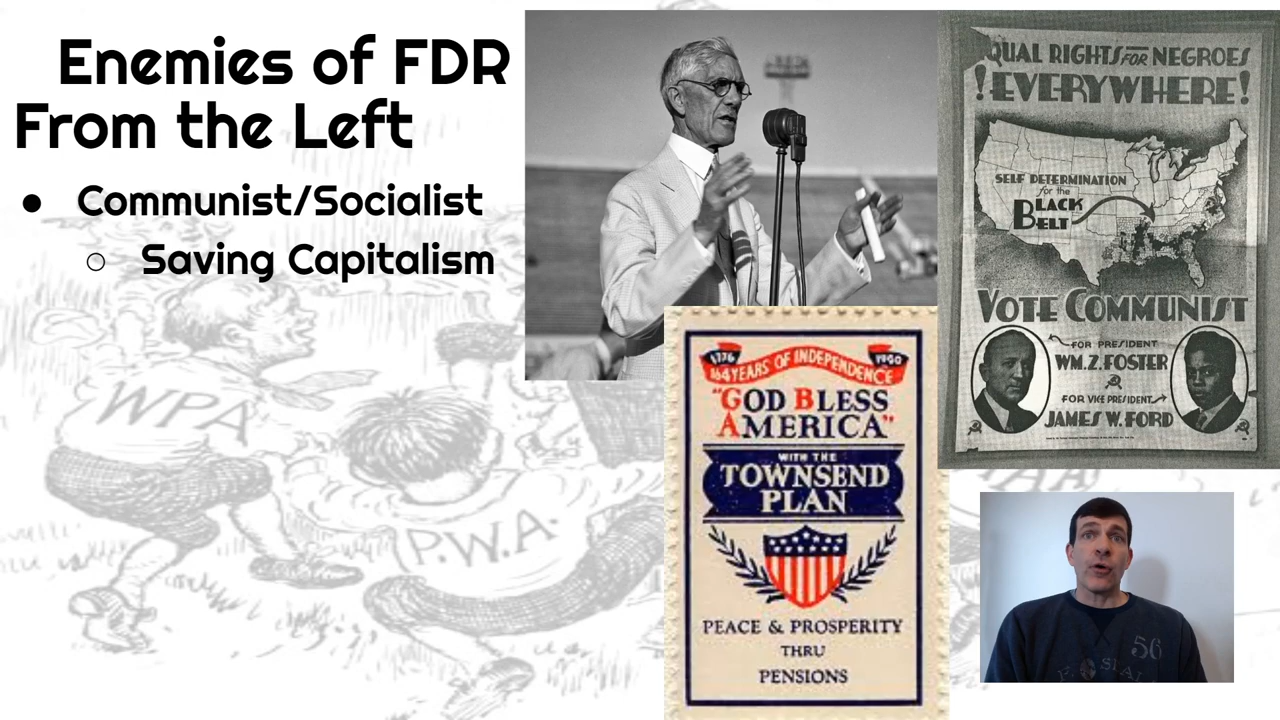 Enemies of FDR
From the Left
● Communist/Socialist
○ Saving Capitalism
QUAL RIGHTS FOR NEGROES
!EVERYWHERE!
SELF DETERMINATION
for the
BLACK
BELT
VOTE COMMUNIST
FOR PRESIDENT
WM. Z. FOSTER
FOR VICE PRESIDENT
JAMES W. FORD
1776 1940
164 YEARS OF INDEPENDENCE
"GOD BLESS
AMERICA"
WITH THE
TOWNSEND
PLAN
PEACE & PROSPERITY
THRU
PENSIONS
WPA
P.W.A.
56